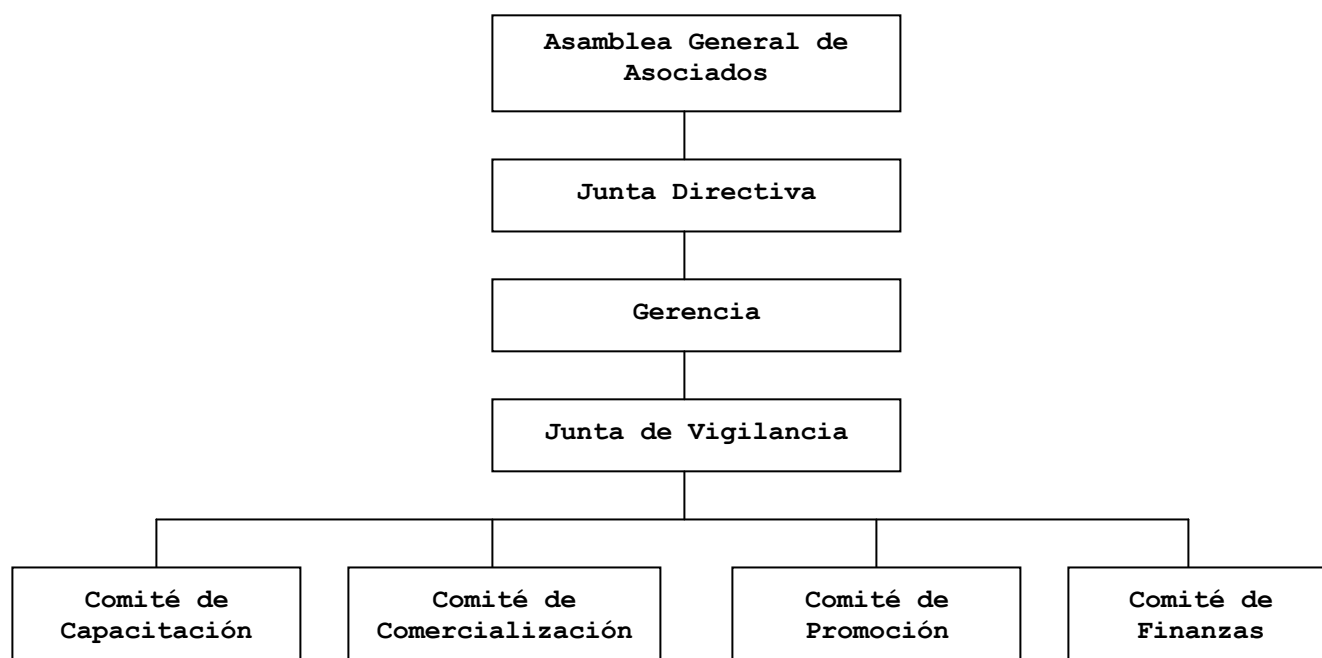 Asamblea General de
Asociados
Junta Directiva
Gerencia
Junta de Vigilancia
Comité de
Capacitación
Comité de
Comercialización
Comité de
Promoción
Comité de
Finanzas